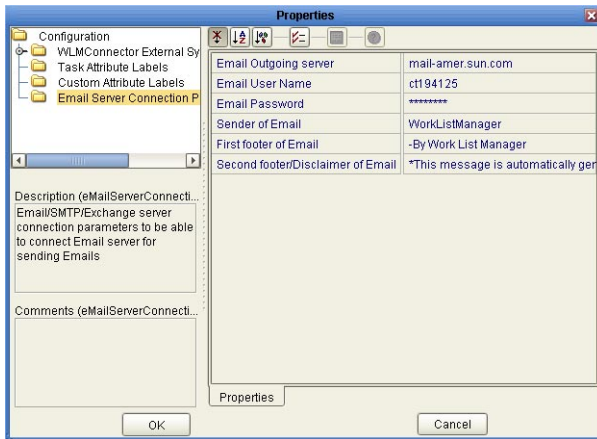 Properties
Configuration
WLMConnector External Sy
Task Attribute Labels
Custom Attribute Labels
Email Server Connection P
Description (eMailServerConnecti...
Email/SMTP/Exchange server
connection parameters to be able
to connect Email server for
sending Emails
Comments (eMailServerConnecti...
Email Outgoing server mail-amer.sun.com
Email User Name ct194125
Email Password ********
Sender of Email WorkListManager
First footer of Email -By Work List Manager
Second footer/Disclaimer of Email *This message is automatically ger
Properties
OK Cancel